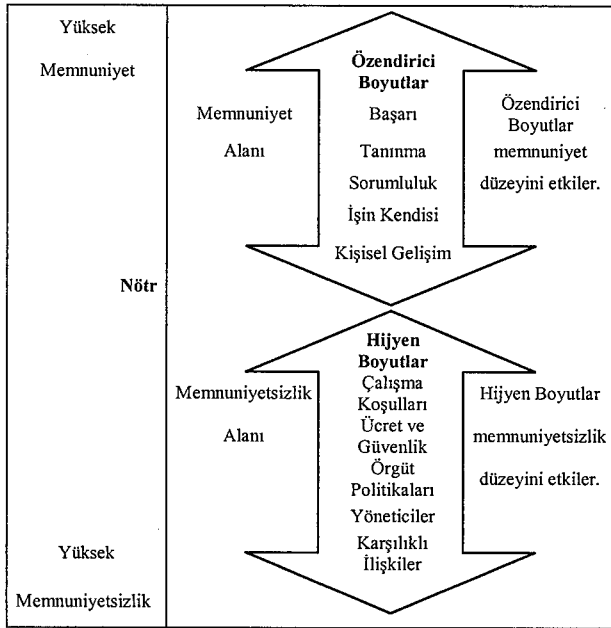 Yüksek
Memnuniyet
Özendirici
Boyutlar
Memnuniyet
Alanı
Başarı
Tanınma
Sorumluluk
İşin Kendisi
Kişisel Gelişim
Özendirici
Boyutlar
memnuniyet
düzeyini etkiler.
Nötr
Hijyen
Boyutlar
Memnuniyetsizlik
Alanı
Çalışma
Koşulları
Ücret ve
Güvenlik
Örgüt
Politikaları
Yöneticiler
Karşılıklı
İlişkiler
Hijyen Boyutlar
memnuniyetsizlik
düzeyini etkiler.
Yüksek
Memnuniyetsizlik